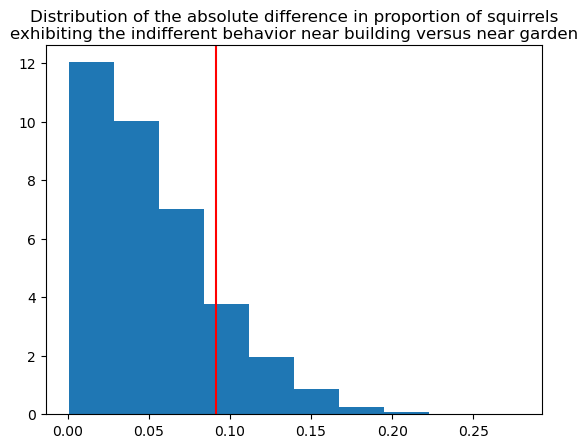 Distribution of the absolute difference in proportion of squirrels
exhibiting the indifferent behavior near building versus near garden
12
10
8
6
4
2
0
0.00 0.05 0.10 0.15 0.20 0.25